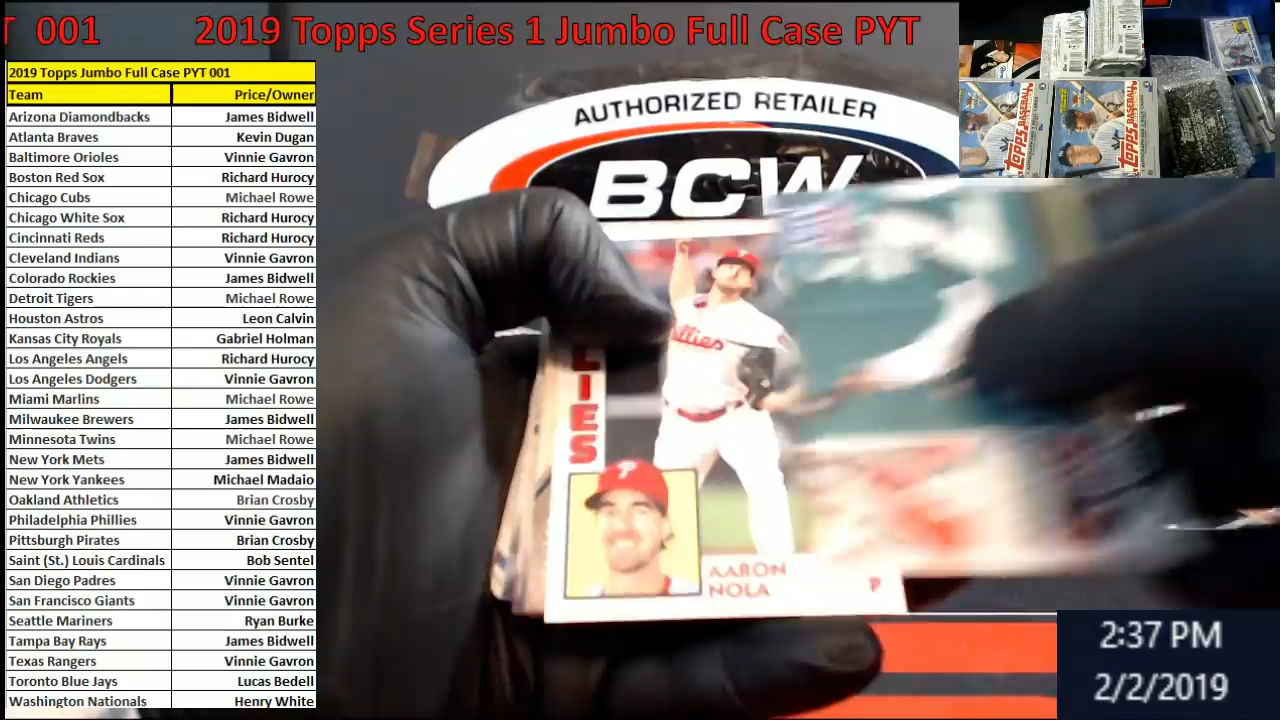 T 001 2019 Topps Series 1 Jumbo Full Case PYT
2019 Topps Jumbo Full Case PYT 001
Team Price/Owner
Arizona Diamondbacks James Bidwell
Atlanta Braves Kevin Dugan
Baltimore Orioles Vinnie Gavron
Boston Red Sox Richard Hurocy
Chicago Cubs Michael Rowe
Chicago White Sox Richard Hurocy
Cincinnati Reds Richard Hurocy
Cleveland Indians Vinnie Gavron
Colorado Rockies James Bidwell
Detroit Tigers Michael Rowe
Houston Astros Leon Calvin
Kansas City Royals Gabriel Holman
Los Angeles Angels Richard Hurocy
Los Angeles Dodgers Vinnie Gavron
Miami Marlins Michael Rowe
Milwaukee Brewers James Bidwell
Minnesota Twins Michael Rowe
New York Mets James Bidwell
New York Yankees Michael Madaio
Oakland Athletics Brian Crosby
Philadelphia Phillies Vinnie Gavron
Pittsburgh Pirates Brian Crosby
Saint (St.) Louis Cardinals Bob Sentel
San Diego Padres Vinnie Gavron
San Francisco Giants Vinnie Gavron
Seattle Mariners Ryan Burke
Tampa Bay Rays James Bidwell
Texas Rangers Vinnie Gavron
Toronto Blue Jays Lucas Bedell
Washington Nationals Henry White
AUTHORIZED RETAILER
BCW
LIES
Phillies
P
AARON
NOLA
P
Topps BASEBALL
Topps BASEBALL
2:37 PM
2/2/2019